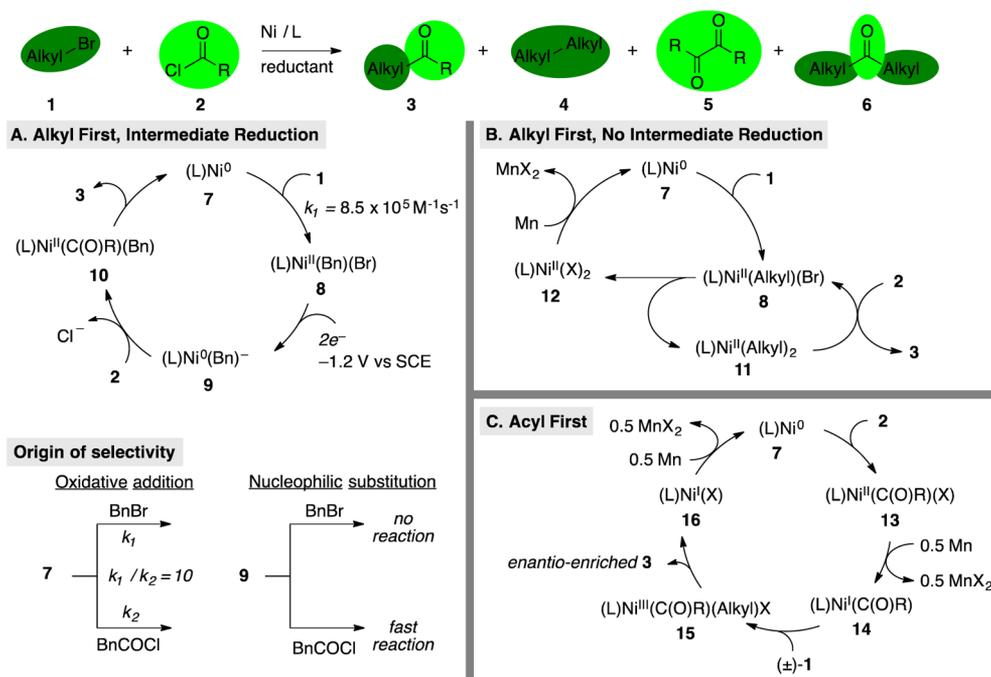 Alkyl Br + O Cl R Ni / L reductant Alkyl O R + Alkyl Alkyl + R O O R + O Alkyl Alkyl
1 2 3 4 5 6
A. Alkyl First, Intermediate Reduction
(L)Ni⁰
7
1
k₁ = 8.5 x 10⁵ M⁻¹s⁻¹
3
(L)Niᴵᴵ(C(O)R)(Bn)
10
(L)Niᴵᴵ(Bn)(Br)
8
Cl⁻
2
(L)Ni⁰(Bn)⁻
9
2e⁻
–1.2 V vs SCE
Origin of selectivity
Oxidative addition
BnBr
k₁
7
k₁ / k₂ = 10
k₂
BnCOCl
Nucleophilic substitution
BnBr
no
reaction
9
BnCOCl
fast
reaction
B. Alkyl First, No Intermediate Reduction
MnX₂
(L)Ni⁰
7
1
Mn
(L)Niᴵᴵ(X)₂
12
(L)Niᴵᴵ(Alkyl)(Br)
8
2
(L)Niᴵᴵ(Alkyl)₂
11
3
C. Acyl First
0.5 MnX₂
(L)Ni⁰
7
2
0.5 Mn
(L)Niᴵ(X)
16
(L)Niᴵᴵ(C(O)R)(X)
13
0.5 Mn
0.5 MnX₂
enantio-enriched 3
(L)Niᴵᴵᴵ(C(O)R)(Alkyl)X
15
(L)Niᴵ(C(O)R)
14
(±)-1